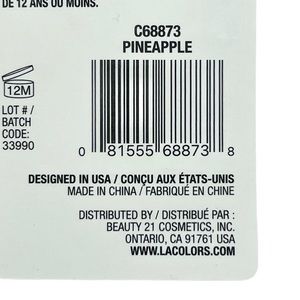 DE 12 ANS OU MOINS.
C68873
PINEAPPLE
12M
LOT # /
BATCH
CODE:
33990
0 81555 68873 8
DESIGNED IN USA / CONÇU AUX ÉTATS-UNIS
MADE IN CHINA / FABRIQUÉ EN CHINE
DISTRIBUTED BY / DISTRIBUÉ PAR :
BEAUTY 21 COSMETICS, INC.
ONTARIO, CA 91761 USA
WWW.LACOLORS.COM